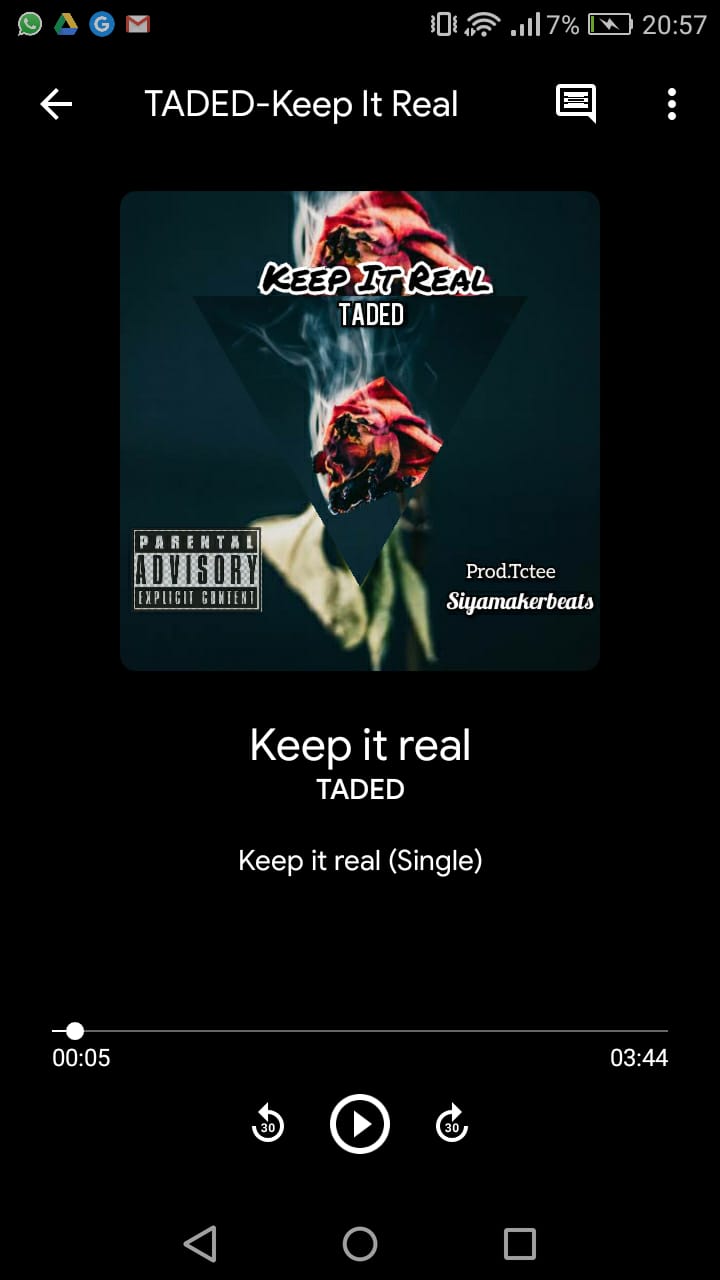 7% 20:57
TADED-Keep It Real
KEEP IT REAL
TADED
PARENTAL
ADVISORY
EXPLICIT CONTENT
Prod.Tctee
Siyamakerbeats
Keep it real
TADED
Keep it real (Single)
00:05 03:44
30 30